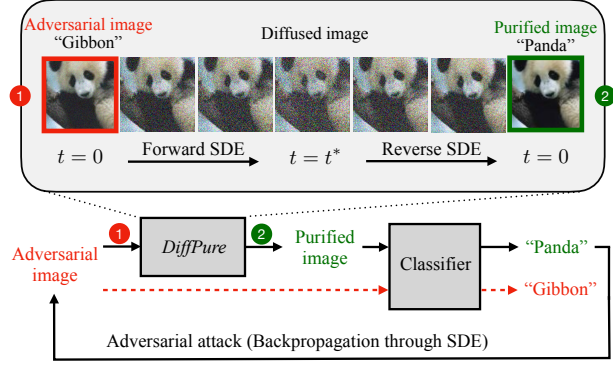 Adversarial image
"Gibbon"
Diffused image
Purified image
"Panda"
1
2
t = 0
Forward SDE
t = t*
Reverse SDE
t = 0
1
2
Adversarial
image
DiffPure
Purified
image
Classifier
"Panda"
"Gibbon"
Adversarial attack (Backpropagation through SDE)